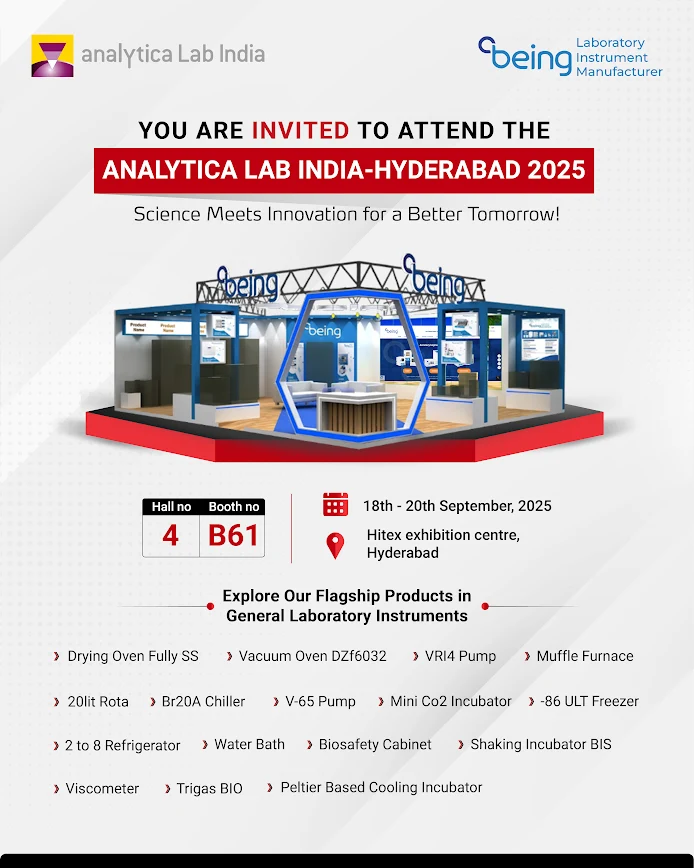 analytica Lab India
being
Laboratory
Instrument
Manufacturer
YOU ARE INVITED TO ATTEND THE
ANALYTICA LAB INDIA-HYDERABAD 2025
Science Meets Innovation for a Better Tomorrow!
being
being
Product Name
Product Name
being
Hall no
Booth no
4
B61
18th - 20th September, 2025
Hitex exhibition centre,
Hyderabad
Explore Our Flagship Products in
General Laboratory Instruments
Drying Oven Fully SS
Vacuum Oven DZf6032
VRI4 Pump
Muffle Furnace
20lit Rota
Br20A Chiller
V-65 Pump
Mini Co2 Incubator
-86 ULT Freezer
2 to 8 Refrigerator
Water Bath
Biosafety Cabinet
Shaking Incubator BIS
Viscometer
Trigas BIO
Peltier Based Cooling Incubator